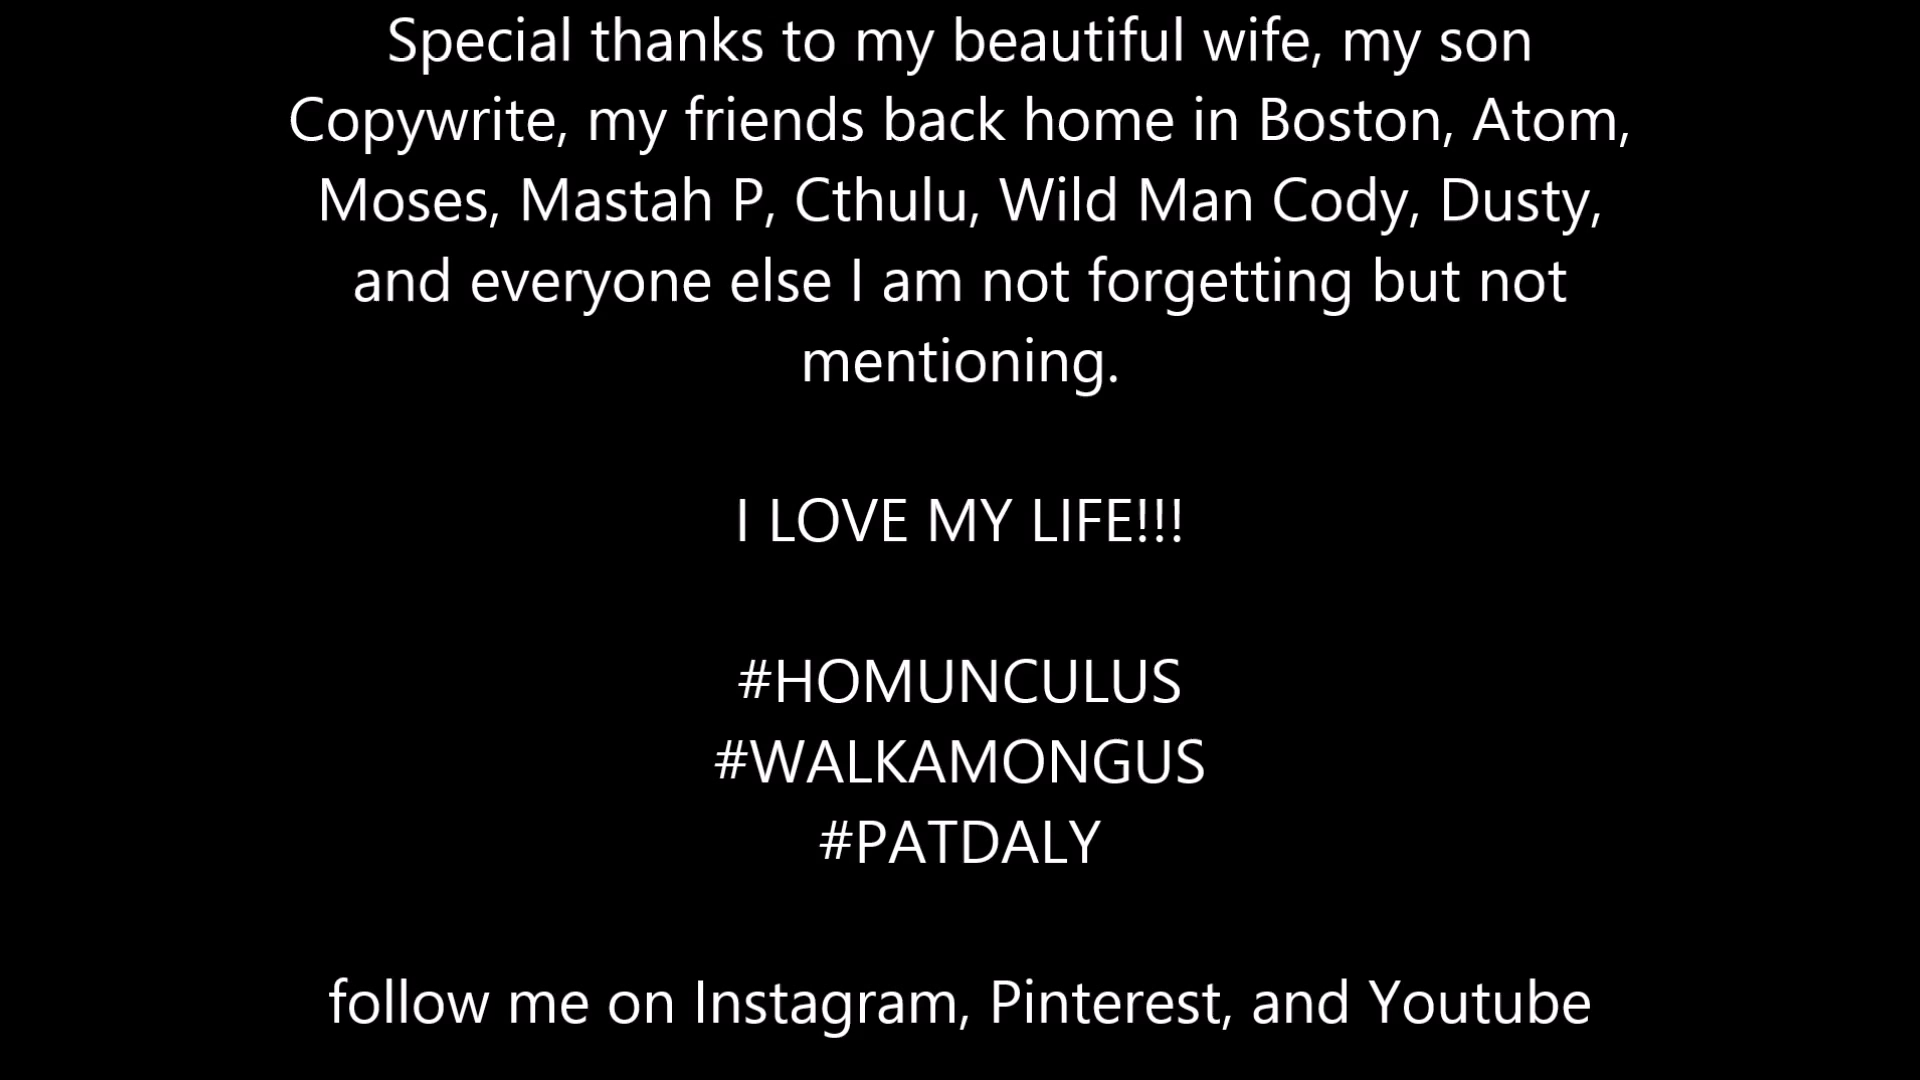 Special thanks to my beautiful wife, my son
Copywrite, my friends back home in Boston, Atom,
Moses, Mastah P, Cthulu, Wild Man Cody, Dusty,
and everyone else I am not forgetting but not
mentioning.
I LOVE MY LIFE!!!
#HOMUNCULUS
#WALKAMONGUS
#PATDALY
follow me on Instagram, Pinterest, and Youtube